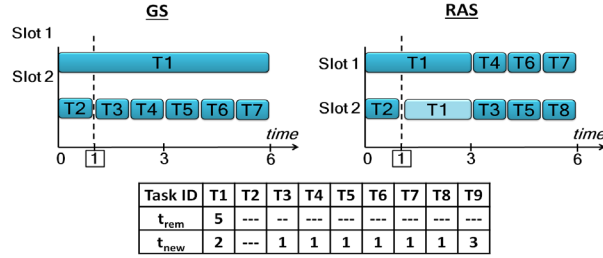 GS
Slot 1
T1
Slot 2
T2 T3 T4 T5 T6 T7
time
0 1 3 6
RAS
Slot 1
T1 T4 T6 T7
Slot 2
T2 T1 T3 T5 T8
time
0 1 3 6
Task ID T1 T2 T3 T4 T5 T6 T7 T8 T9
trem 5 --- -- --- --- --- --- --- ---
tnew 2 --- 1 1 1 1 1 1 3